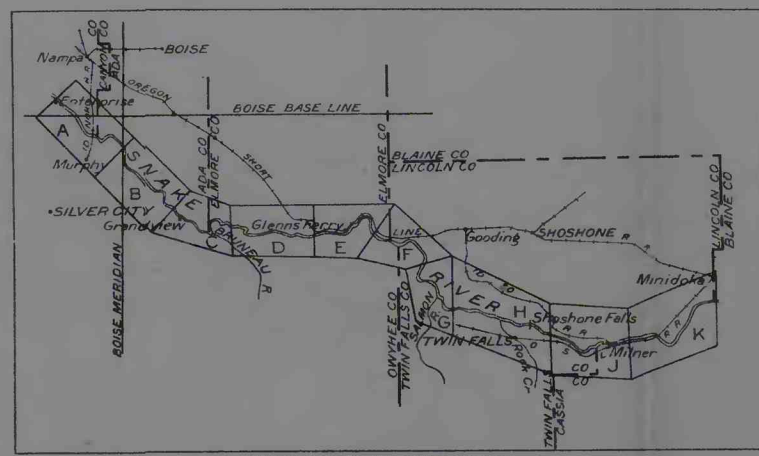 CO CO
CANYON
ADA
BOISE
Nampa
N.R.
IDAHO
OREGON
SHORT
LINE
BOISE BASE LINE
Enterprise
A
Murphy
SNAKE
RIVER
B
SILVER CITY
Grandview
BOISE MERIDIAN
ADA CO
ELMORE CO
C
BRUNEAU R
D
Glenns Ferry
E
ELMORE CO
BLAINE CO
LINCOLN CO
F
Gooding
SHOSHONE
R R
LINCOLN CO
BLAINE CO
Minidoka
OWYHEE CO
TWIN FALLS CO
SALMON R
G
H
Shoshone Falls
R R
TWIN FALLS
O S
Rock Cr
Milner
J
R R
K
TWIN FALLS CO
CASSIA CO